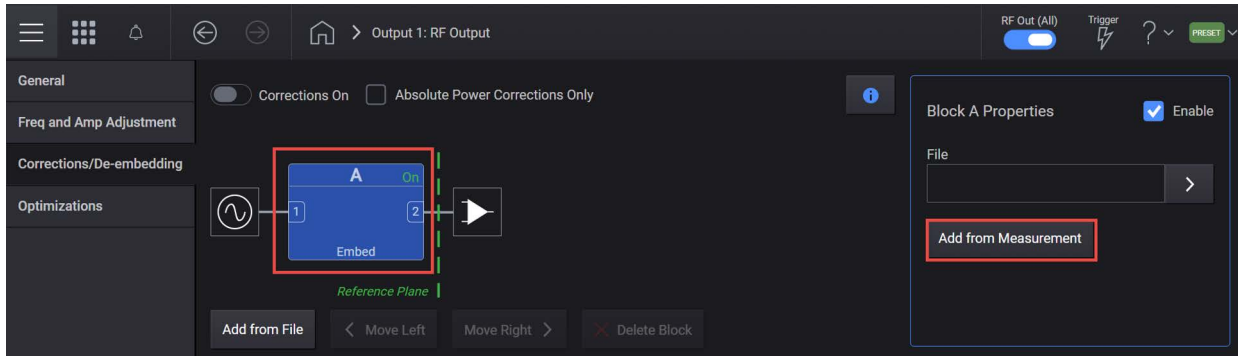 Output 1: RF Output
RF Out (All)
Trigger
?
PRESET
General
Freq and Amp Adjustment
Corrections/De-embedding
Optimizations
Corrections On
Absolute Power Corrections Only
i
A
On
1
2
Embed
Reference Plane
Add from File
Move Left
Move Right
Delete Block
Block A Properties
Enable
File
Add from Measurement